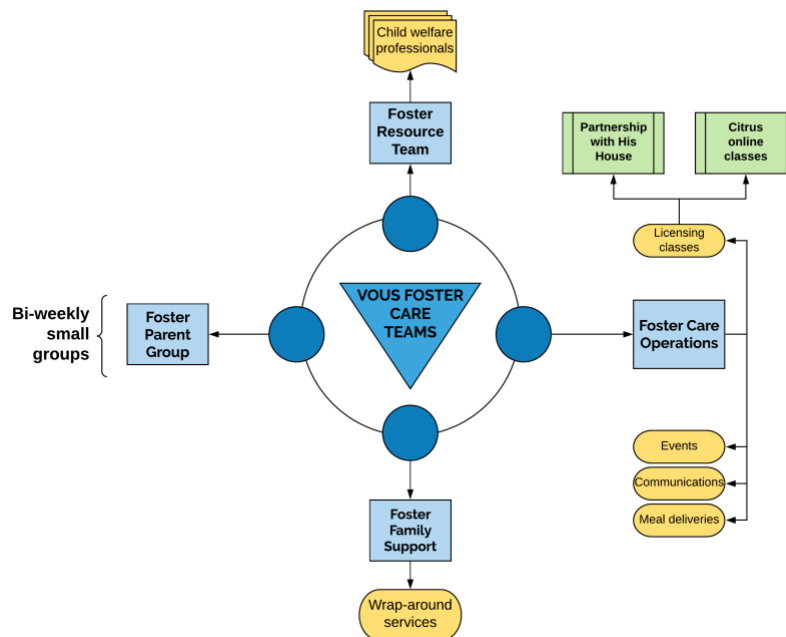 Child welfare
professionals
Foster
Resource
Team
Partnership
with His
House
Citrus
online
classes
Licensing
classes
VOUS FOSTER
CARE
TEAMS
Bi-weekly
small
groups
Foster
Parent
Group
Foster Care
Operations
Events
Communications
Meal deliveries
Foster
Family
Support
Wrap-around
services